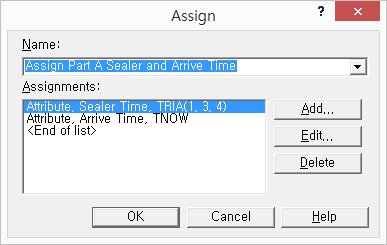 Assign
? ×
Name:
Assign Part A Sealer and Arrive Time
Assignments:
Attribute, Sealer Time, TRIA(1, 3, 4)
Attribute, Arrive Time, TNOW
<End of list>
Add...
Edit...
Delete
OK
Cancel
Help